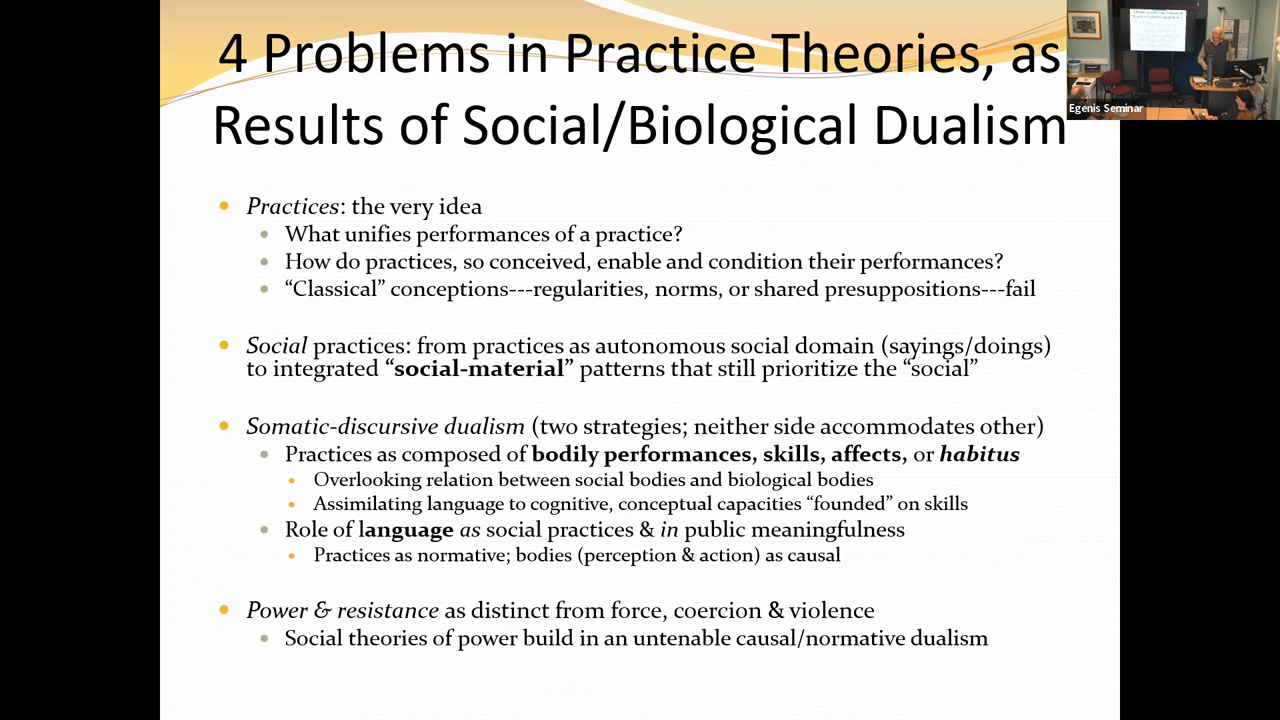 4 Problems in Practice Theories, as
Results of Social/Biological Dualism
Egenis Seminar
• Practices: the very idea
• What unifies performances of a practice?
• How do practices, so conceived, enable and condition their performances?
• “Classical” conceptions---regularities, norms, or shared presuppositions---fail
• Social practices: from practices as autonomous social domain (sayings/doings)
to integrated “social-material” patterns that still prioritize the “social”
• Somatic-discursive dualism (two strategies; neither side accommodates other)
• Practices as composed of bodily performances, skills, affects, or habitus
• Overlooking relation between social bodies and biological bodies
• Assimilating language to cognitive, conceptual capacities “founded” on skills
• Role of language as social practices & in public meaningfulness
• Practices as normative; bodies (perception & action) as causal
• Power & resistance as distinct from force, coercion & violence
• Social theories of power build in an untenable causal/normative dualism